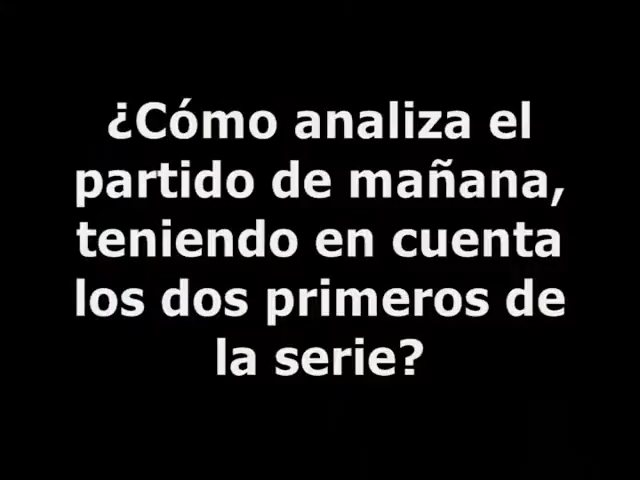 ¿Cómo analiza el
partido de mañana,
teniendo en cuenta
los dos primeros de
la serie?